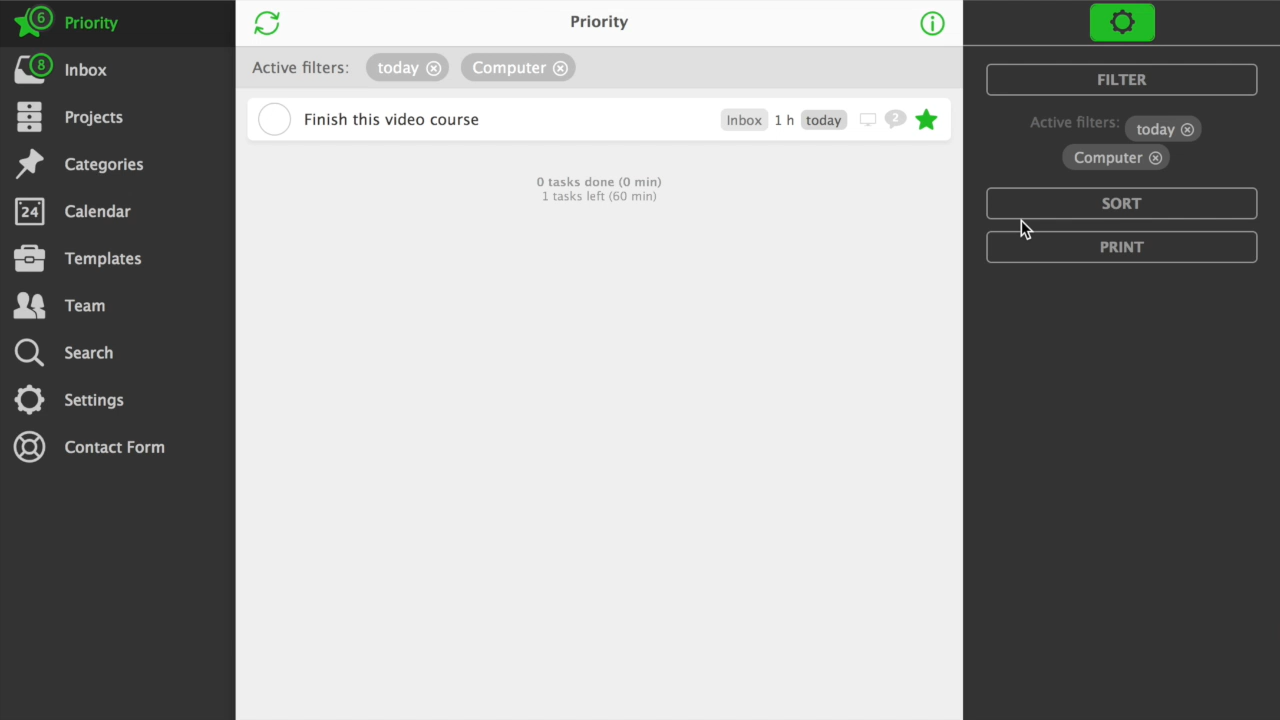 6
Priority
8
Inbox
Projects
Categories
24
Calendar
Templates
Team
Search
Settings
Contact Form
Priority
Active filters: today Computer
Finish this video course Inbox 1 h today 2
0 tasks done (0 min)
1 tasks left (60 min)
FILTER
Active filters: today
Computer
SORT
PRINT